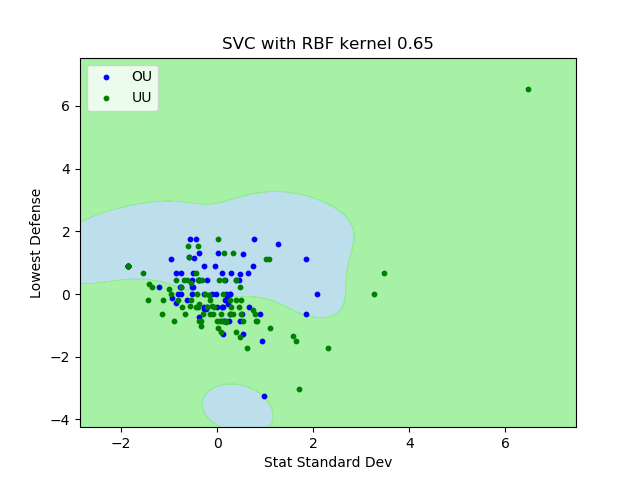 SVC with RBF kernel 0.65
OU
UU
6
4
2
0
−2
−4
Lowest Defense
−2 0 2 4 6
Stat Standard Dev